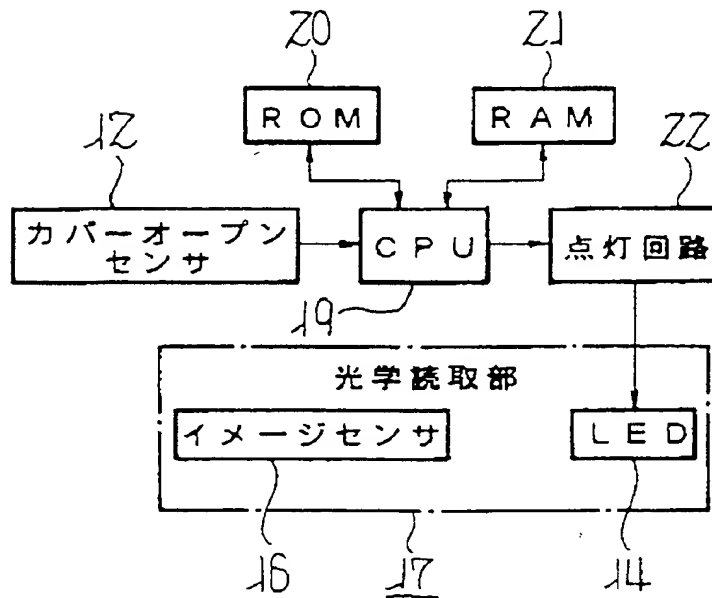 20
21
ROM
RAM
12
22
カバーオープン
センサ
CPU
点灯回路
19
光学読取部
イメージセンサ
LED
16
17
14